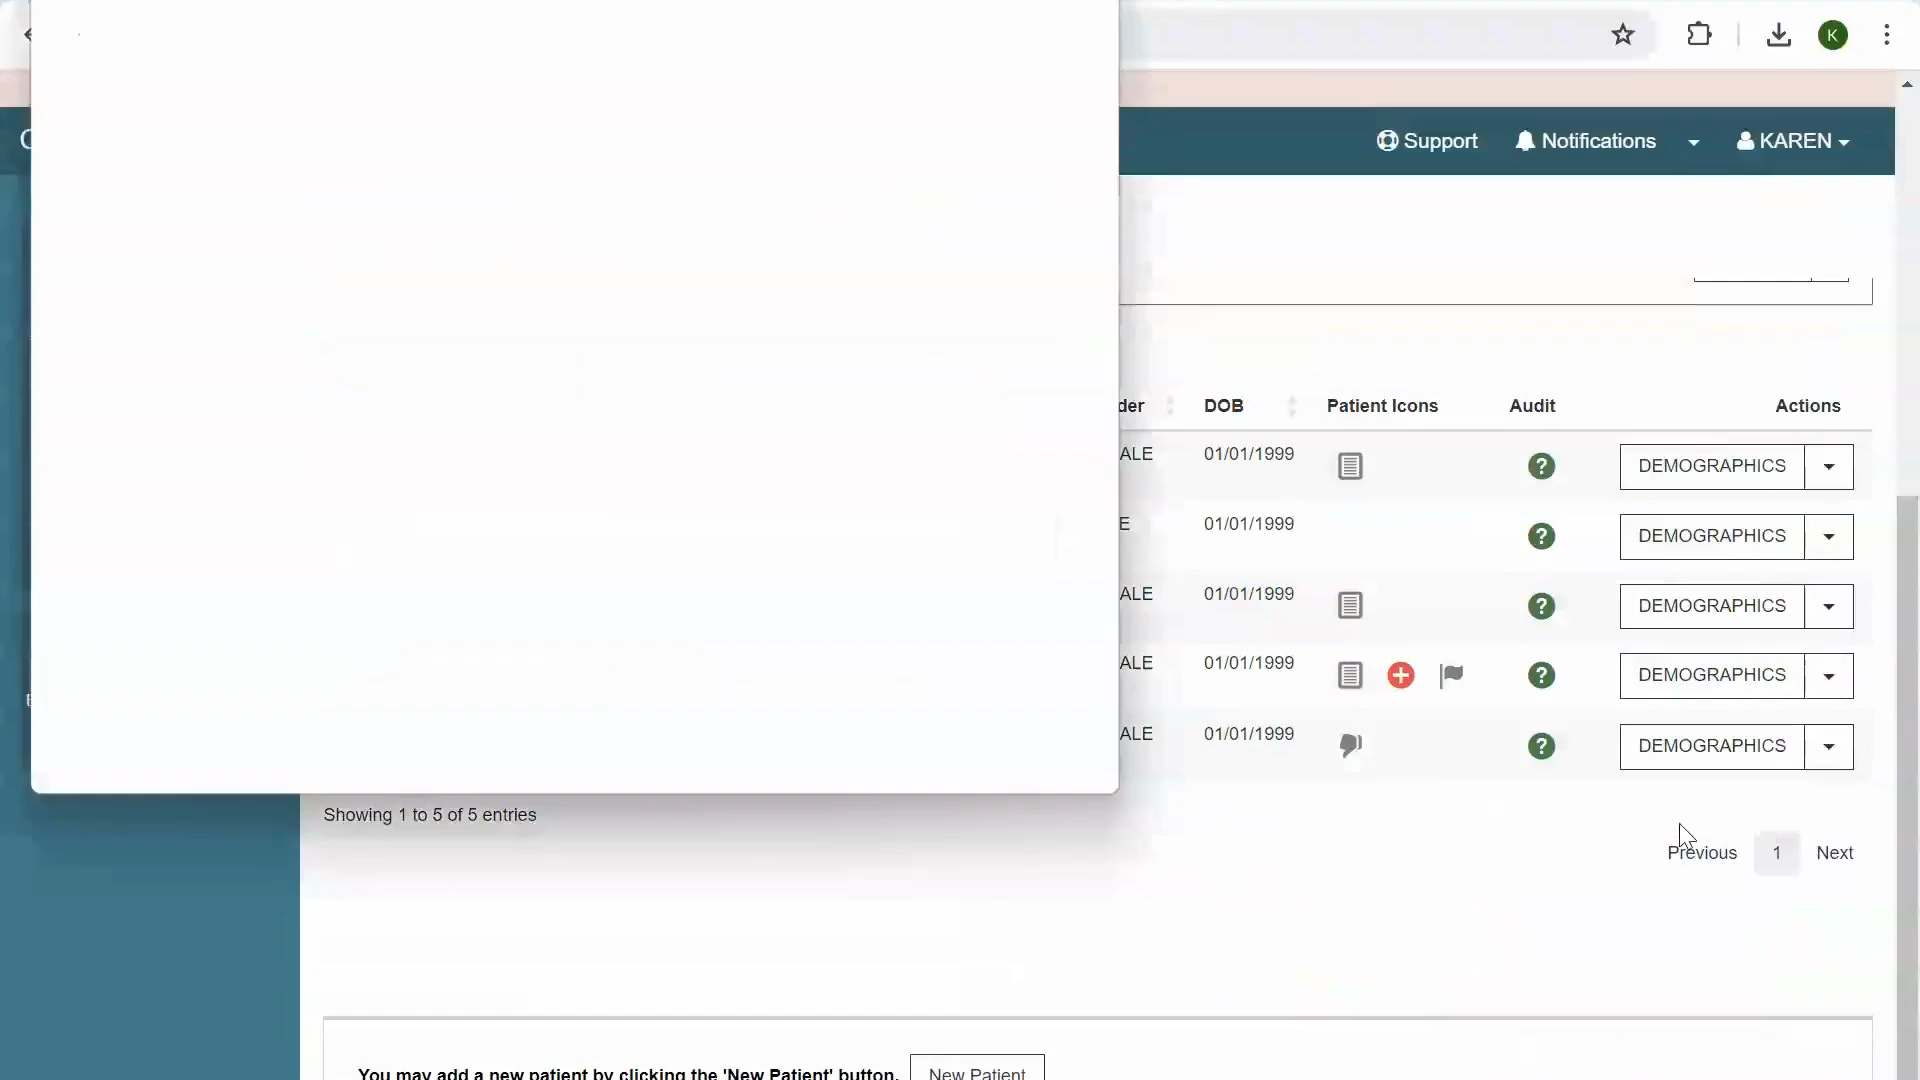 K
Support Notifications KAREN
der DOB Patient Icons Audit Actions
ALE 01/01/1999 ? DEMOGRAPHICS
E 01/01/1999 ? DEMOGRAPHICS
ALE 01/01/1999 ? DEMOGRAPHICS
ALE 01/01/1999 ? DEMOGRAPHICS
ALE 01/01/1999 ? DEMOGRAPHICS
Showing 1 to 5 of 5 entries
Previous 1 Next
You may add a new patient by clicking the 'New Patient' button. New Patient